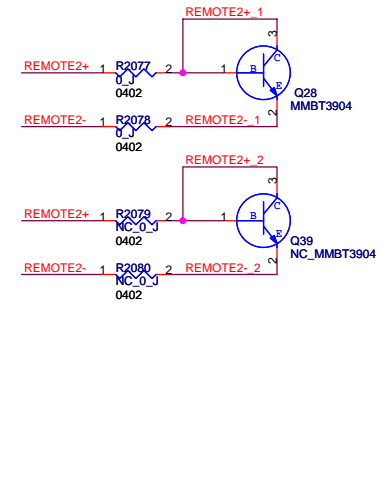 REMOTE2+_1
3
REMOTE2+ 1 R2077 2 1 B C
0_J
0402
E
Q28
MMBT3904
2
REMOTE2- 1 R2078 2 REMOTE2-_1
0_J
0402
REMOTE2+_2
3
REMOTE2+ 1 R2079 2 1 B C
NC_0_J
0402
E
Q39
NC_MMBT3904
2
REMOTE2- 1 R2080 2 REMOTE2-_2
NC_0_J
0402